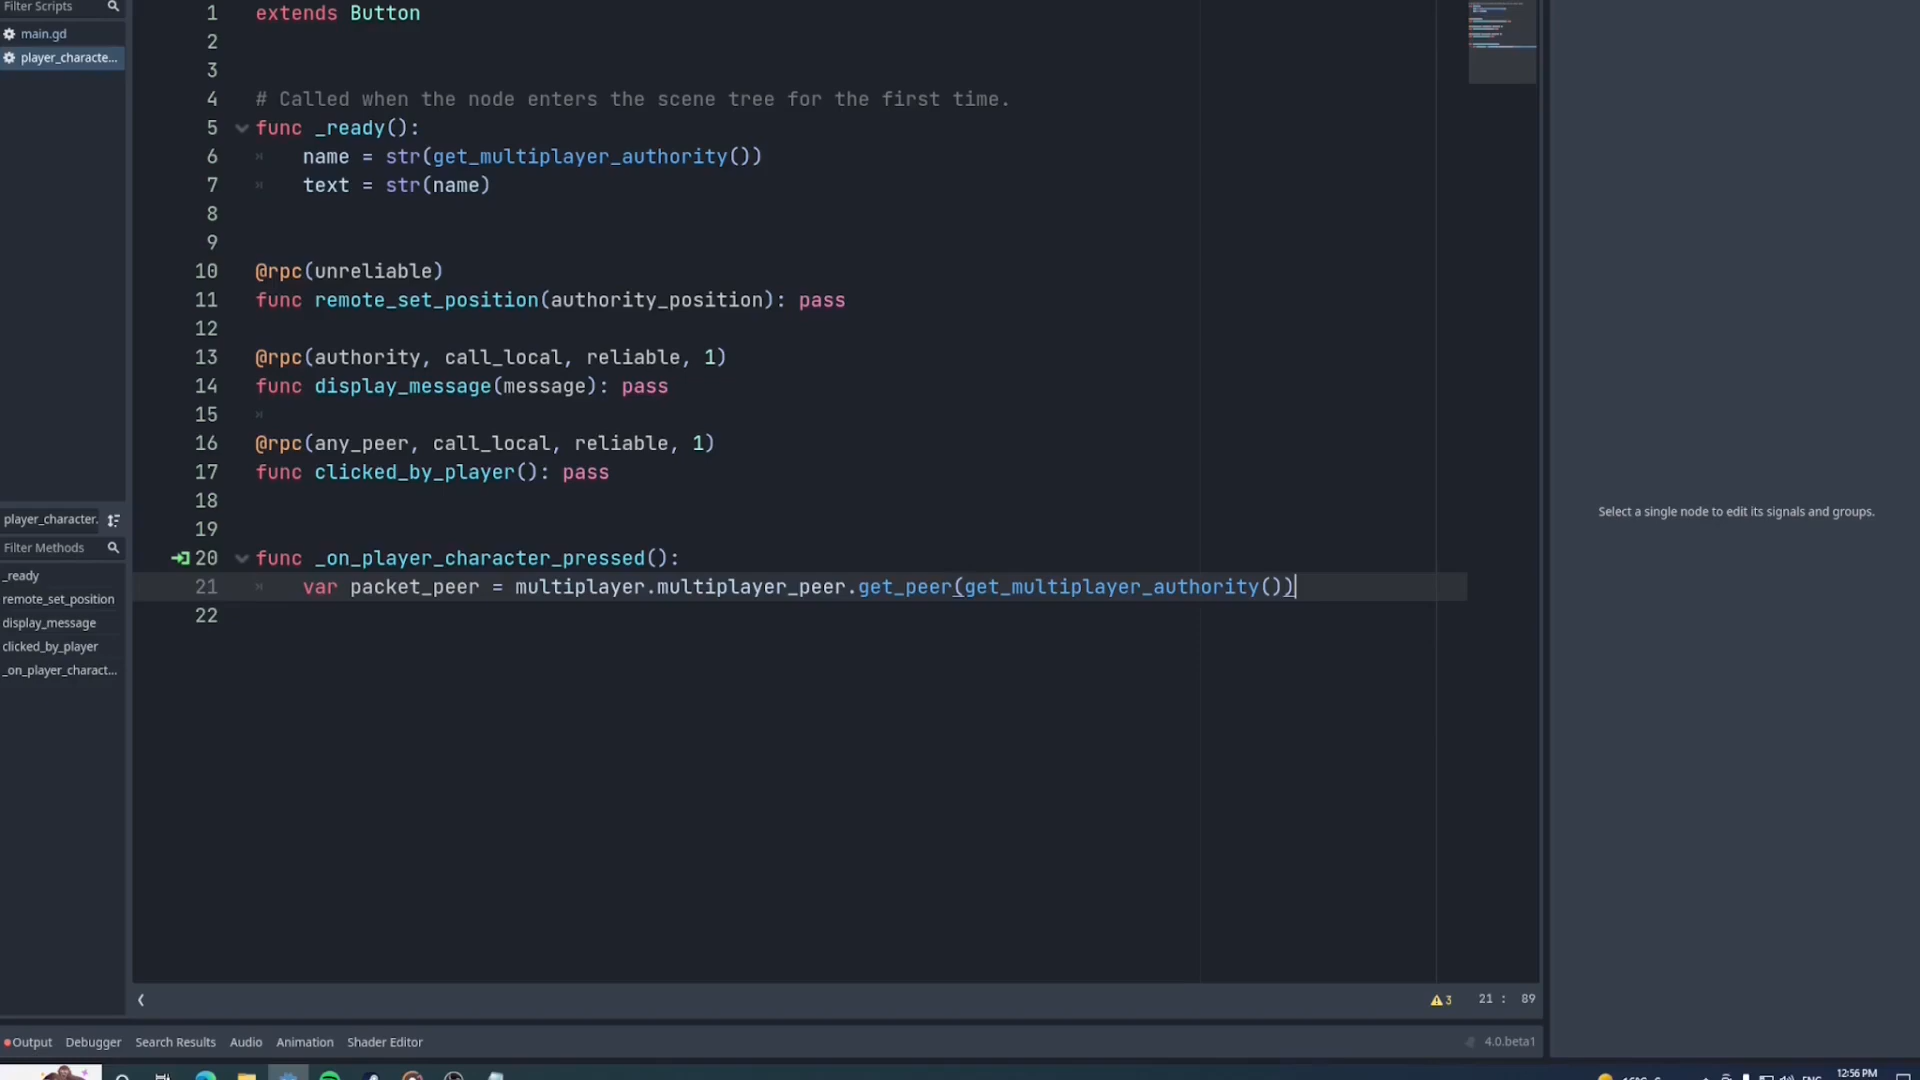 Filter Scripts
main.gd
player_characte...
player_character.
Filter Methods
_ready
remote_set_position
display_message
clicked_by_player
_on_player_charact...
1 extends Button
2
3
4 # Called when the node enters the scene tree for the first time.
5 func _ready():
6 name = str(get_multiplayer_authority())
7 text = str(name)
8
9
10 @rpc(unreliable)
11 func remote_set_position(authority_position): pass
12
13 @rpc(authority, call_local, reliable, 1)
14 func display_message(message): pass
15
16 @rpc(any_peer, call_local, reliable, 1)
17 func clicked_by_player(): pass
18
19
20 func _on_player_character_pressed():
21 var packet_peer = multiplayer.multiplayer_peer.get_peer(get_multiplayer_authority())
22
Select a single node to edit its signals and groups.
3 21 : 89
Output Debugger Search Results Audio Animation Shader Editor 4.0.beta1
ENG 12:56 PM